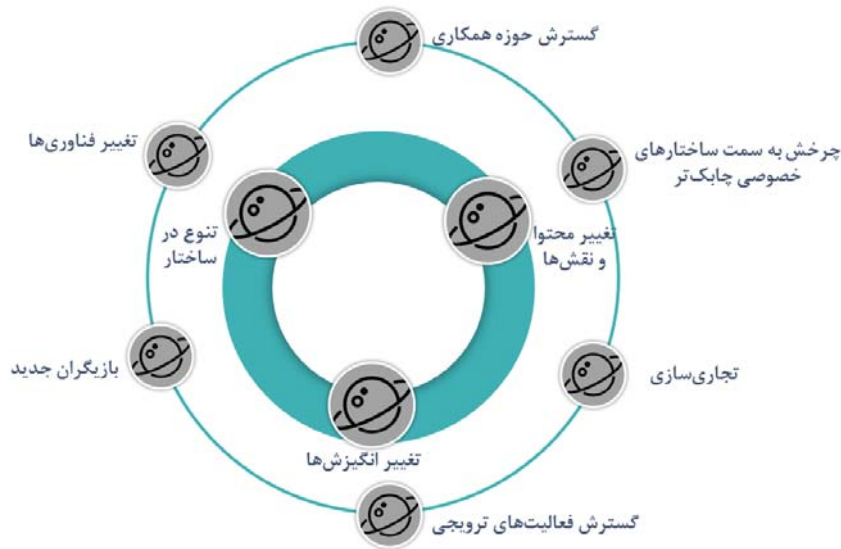 گسترش حوزه همکاری
تغییر فناوری‌ها
چرخش به سمت ساختارهای
خصوصی چابک‌تر
تنوع در
ساختار
تغییر محتوا
و نقش‌ها
بازیگران جدید
تجاری‌سازی
تغییر انگیزش‌ها
گسترش فعالیت‌های ترویجی